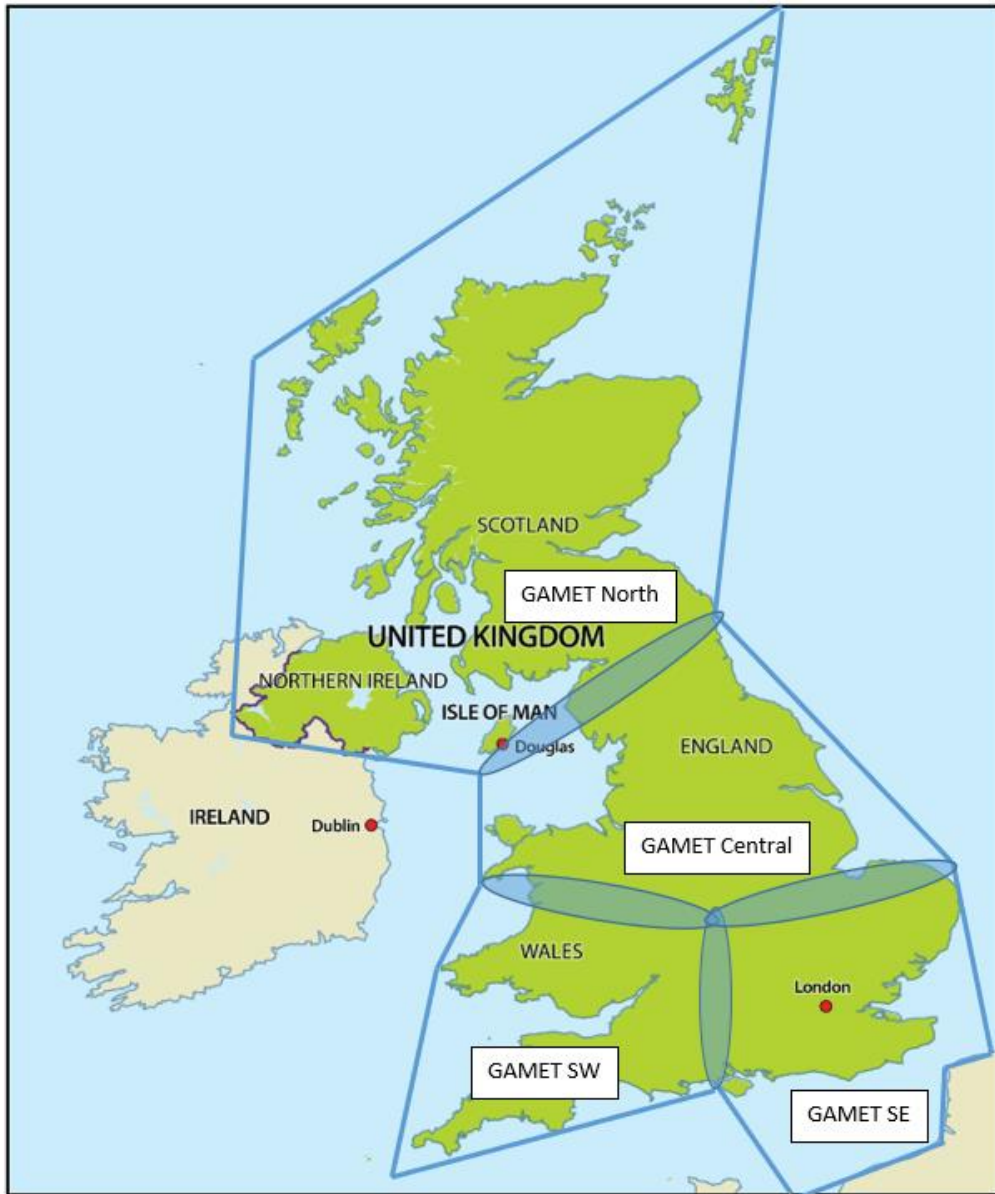 SCOTLAND
GAMET North
UNITED KINGDOM
NORTHERN IRELAND
ISLE OF MAN
Douglas
ENGLAND
IRELAND
Dublin
GAMET Central
WALES
London
GAMET SW
GAMET SE